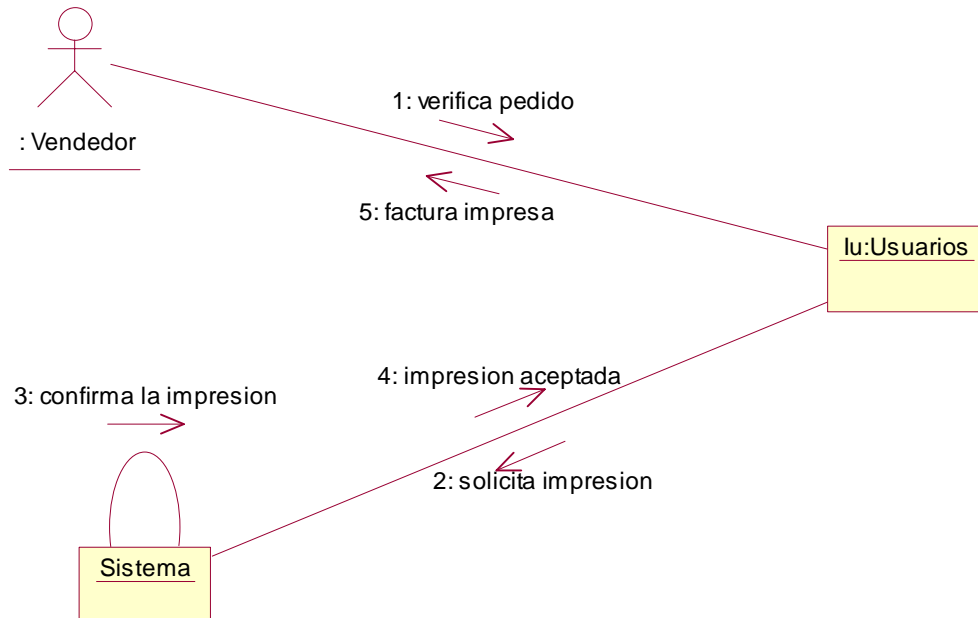 1: verifica pedido
: Vendedor
5: factura impresa
Iu:Usuarios
4: impresion aceptada
3: confirma la impresion
2: solicita impresion
Sistema